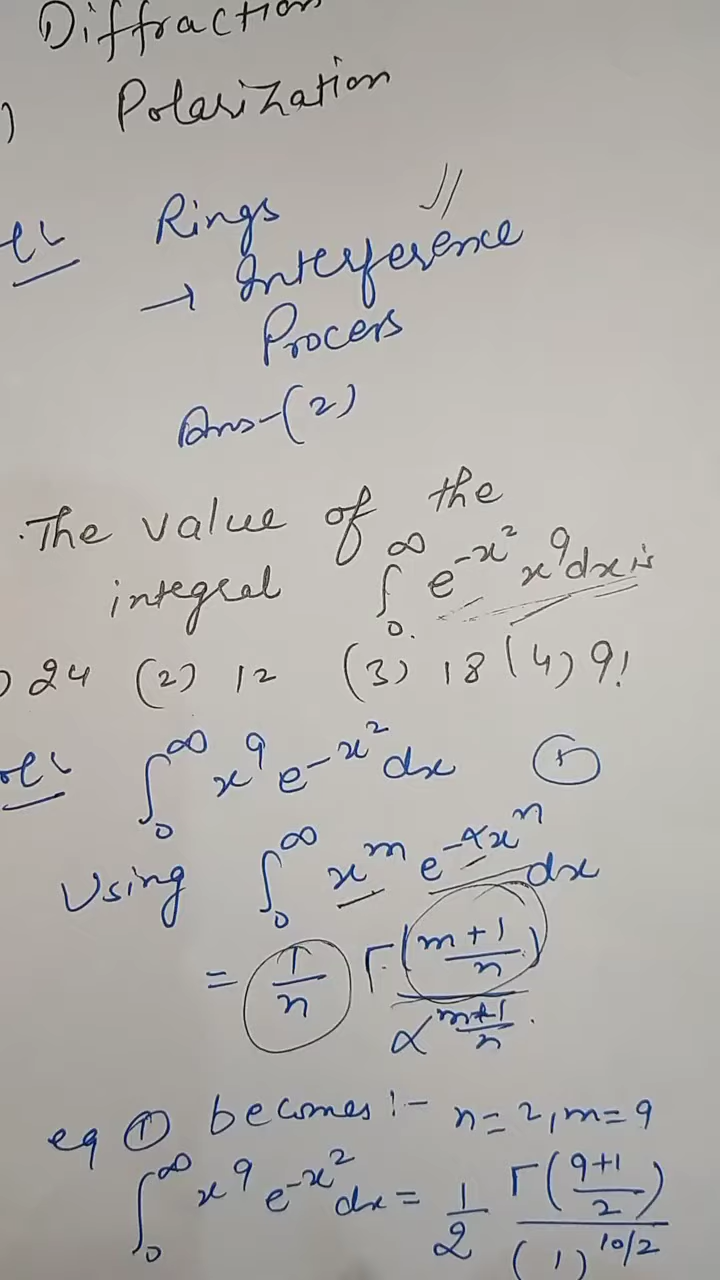 Diffraction
) Polarization
Rings
→ Interference
Process
Ans-(2)
. The value of the
integral ∫₀^∞ e^{-x²} x⁹ dx is
) 24 (2) 12 (3) 18 (4) 9!
∫₀^∞ x⁹ e^{-x²} dx ①
Using ∫₀^∞ x^m e^{-αx^n} dx
= 1/n Γ((m+1)/n) / α^{(m+1)/n}.
eq ① becomes :- n=2, m=9
∫₀^∞ x⁹ e^{-x²} dx = 1/2 Γ((9+1)/2) / (1)^{10/2}